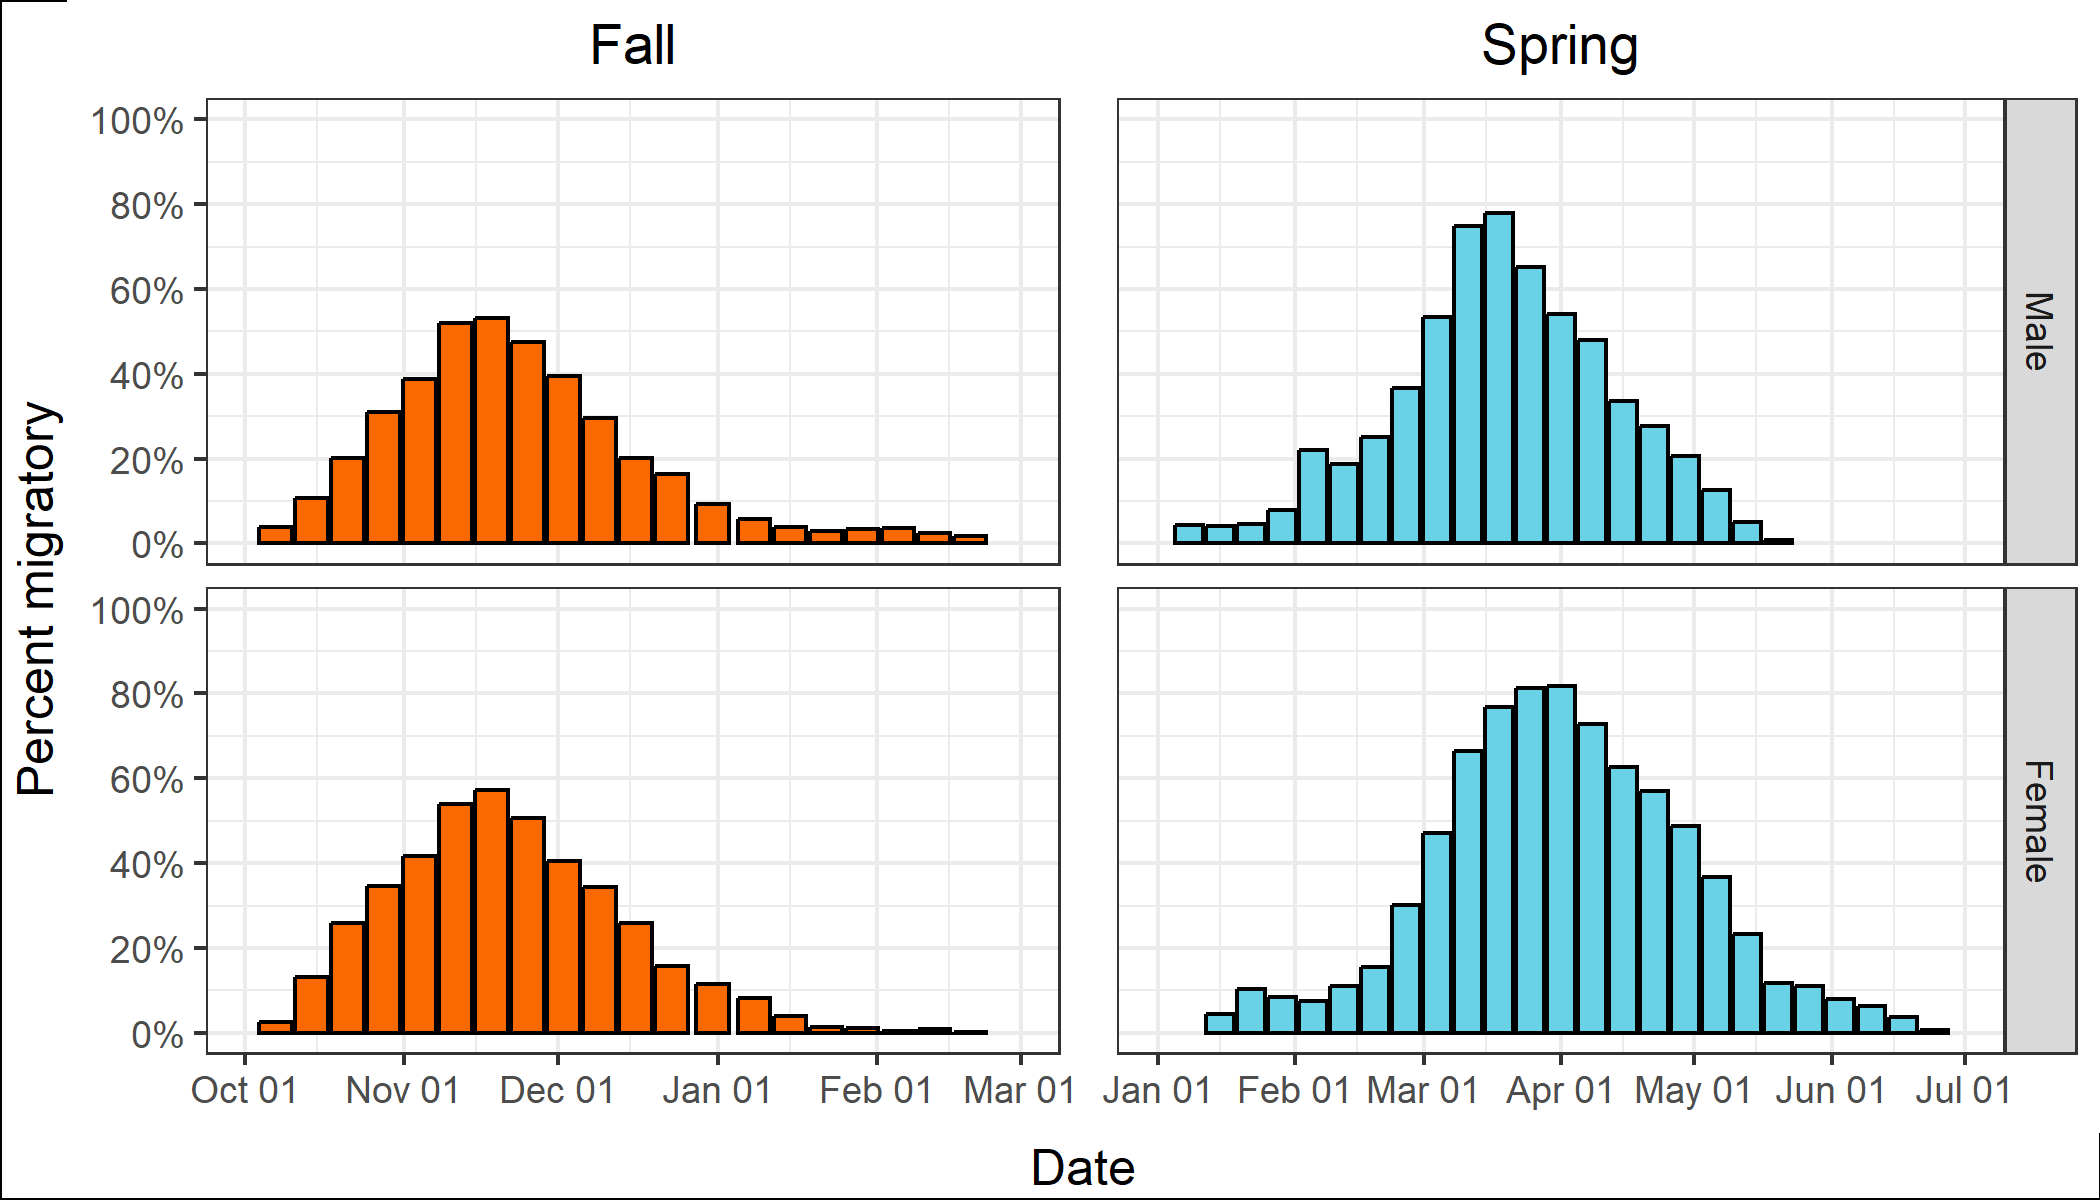 Fall
Spring
100%
80%
60%
40%
20%
0%
Male
100%
80%
60%
40%
20%
0%
Female
Percent migratory
Oct 01 Nov 01 Dec 01 Jan 01 Feb 01 Mar 01
Jan 01 Feb 01 Mar 01 Apr 01 May 01 Jun 01 Jul 01
Date